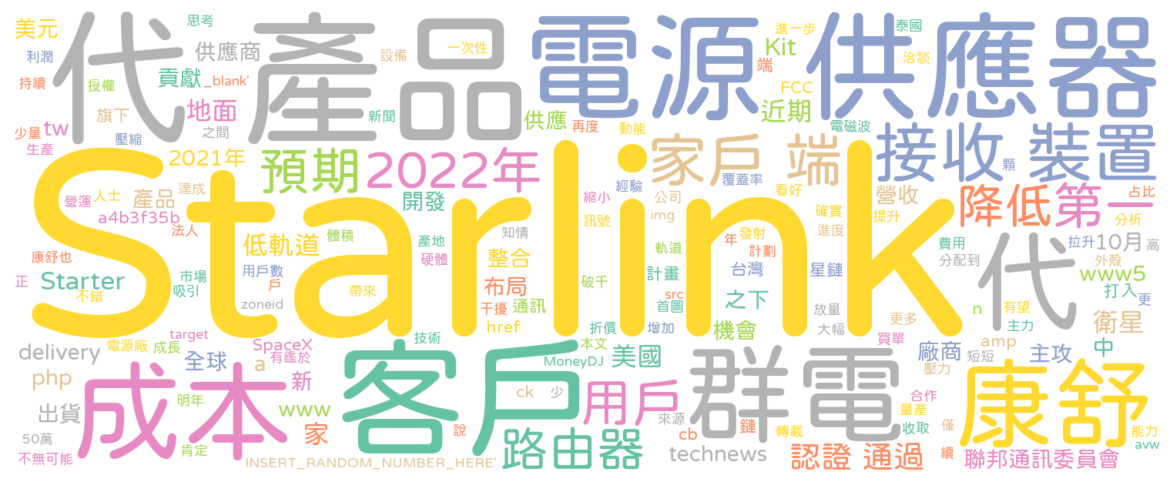 美元
思考
利潤
持續
授權
代產品
供應商
貢獻
_blank'
設備
一次性
地面
旗下
之間
新聞
供應
再度
動能
電源供應器
進一步
泰國
洽談
Kit
端
FCC
近期
電磁波
少量
tw
生產
壓縮
2021年
預期
2022年
家戶 端
接收 裝置
顆
覆蓋率
經驗
縮小
公司
看好
營收
提升
降低
第一
占比
分析
Starlink
營運
人士
達成
產品
a4b3f35b
法人
開發
低軌道
體積
知情
產地
硬體
整合
訊號
img
發射
確實
進度
年
計劃
軌道
康舒也
戶
正
Starter
不錯
市場
吸引
用戶數
zoneid
帶來
布局
干擾
通訊
href
破千
計畫
src
首圖
台灣
之下
星鏈
放量
大幅
機會
折價
增加
費用
分配到
拉升
10月
高
外殼
www5
打入
更
代
n
有望
主力
衛星
中
更多
買單
amp
短短
廠商
主攻
壓力
target
電源廠
成長
SpaceX
有鑑於
技術
MoneyDJ
本文
美國
delivery
php
全球
a
新
成本
明年
www
家
客戶
ck
少
用戶
群電
康舒
合作
量產
收取
僅
能力
avw
出貨
50萬
不無可能
肯定
說
INSERT_RANDOM_NUMBER_HERE'
路由器
來源
cb
鏈
轉載
technews
認證 通過
續
聯邦通訊委員會